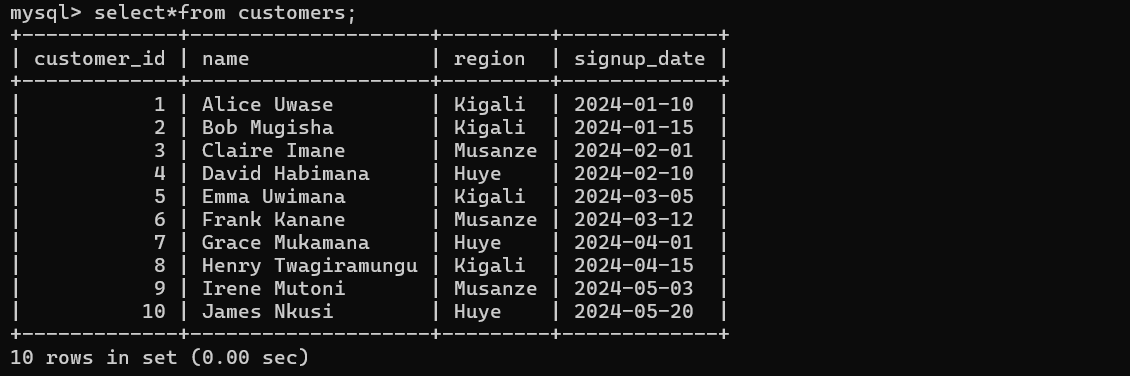 mysql> select*from customers;
+-------------+--------------------+---------+-------------+
| customer_id | name               | region  | signup_date |
+-------------+--------------------+---------+-------------+
|           1 | Alice Uwase        | Kigali  | 2024-01-10  |
|           2 | Bob Mugisha        | Kigali  | 2024-01-15  |
|           3 | Claire Imane       | Musanze | 2024-02-01  |
|           4 | David Habimana     | Huye    | 2024-02-10  |
|           5 | Emma Uwimana       | Kigali  | 2024-03-05  |
|           6 | Frank Kanane       | Musanze | 2024-03-12  |
|           7 | Grace Mukamana     | Huye    | 2024-04-01  |
|           8 | Henry Twagiramungu | Kigali  | 2024-04-15  |
|           9 | Irene Mutoni       | Musanze | 2024-05-03  |
|          10 | James Nkusi        | Huye    | 2024-05-20  |
+-------------+--------------------+---------+-------------+
10 rows in set (0.00 sec)